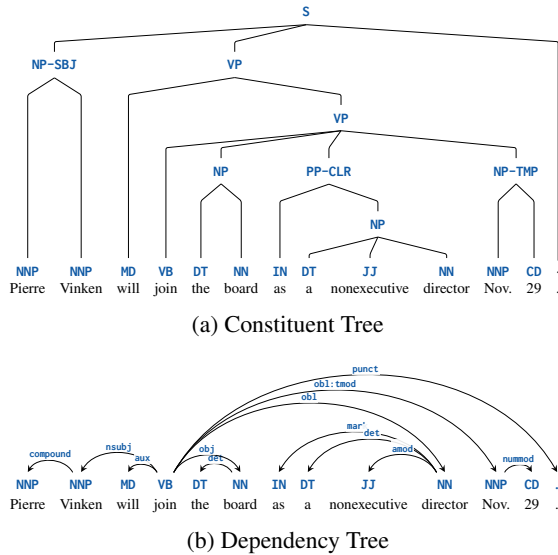 S
NP-SBJ VP
VP
NP PP-CLR NP-TMP
NP
NNP NNP MD VB DT NN IN DT JJ NN NNP CD .
Pierre Vinken will join the board as a nonexecutive director Nov. 29 .
(a) Constituent Tree
punct
obl:tmod
obl
mark
nsubj obj det
compound aux det amod nummod
NNP NNP MD VB DT NN IN DT JJ NN NNP CD .
Pierre Vinken will join the board as a nonexecutive director Nov. 29 .
(b) Dependency Tree